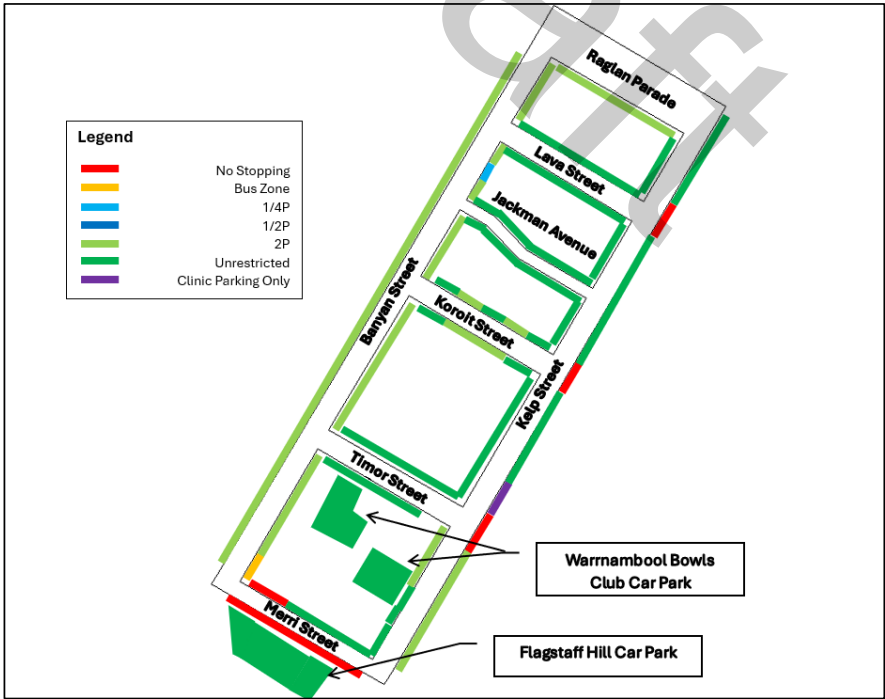 Raglan Parade
Legend
No Stopping
Bus Zone
1/4P
1/2P
2P
Unrestricted
Clinic Parking Only
Lava Street
Jackman Avenue
Banyan Street
Koroit Street
Kelp Street
Timor Street
Merri Street
Warrnambool Bowls
Club Car Park
Flagstaff Hill Car Park